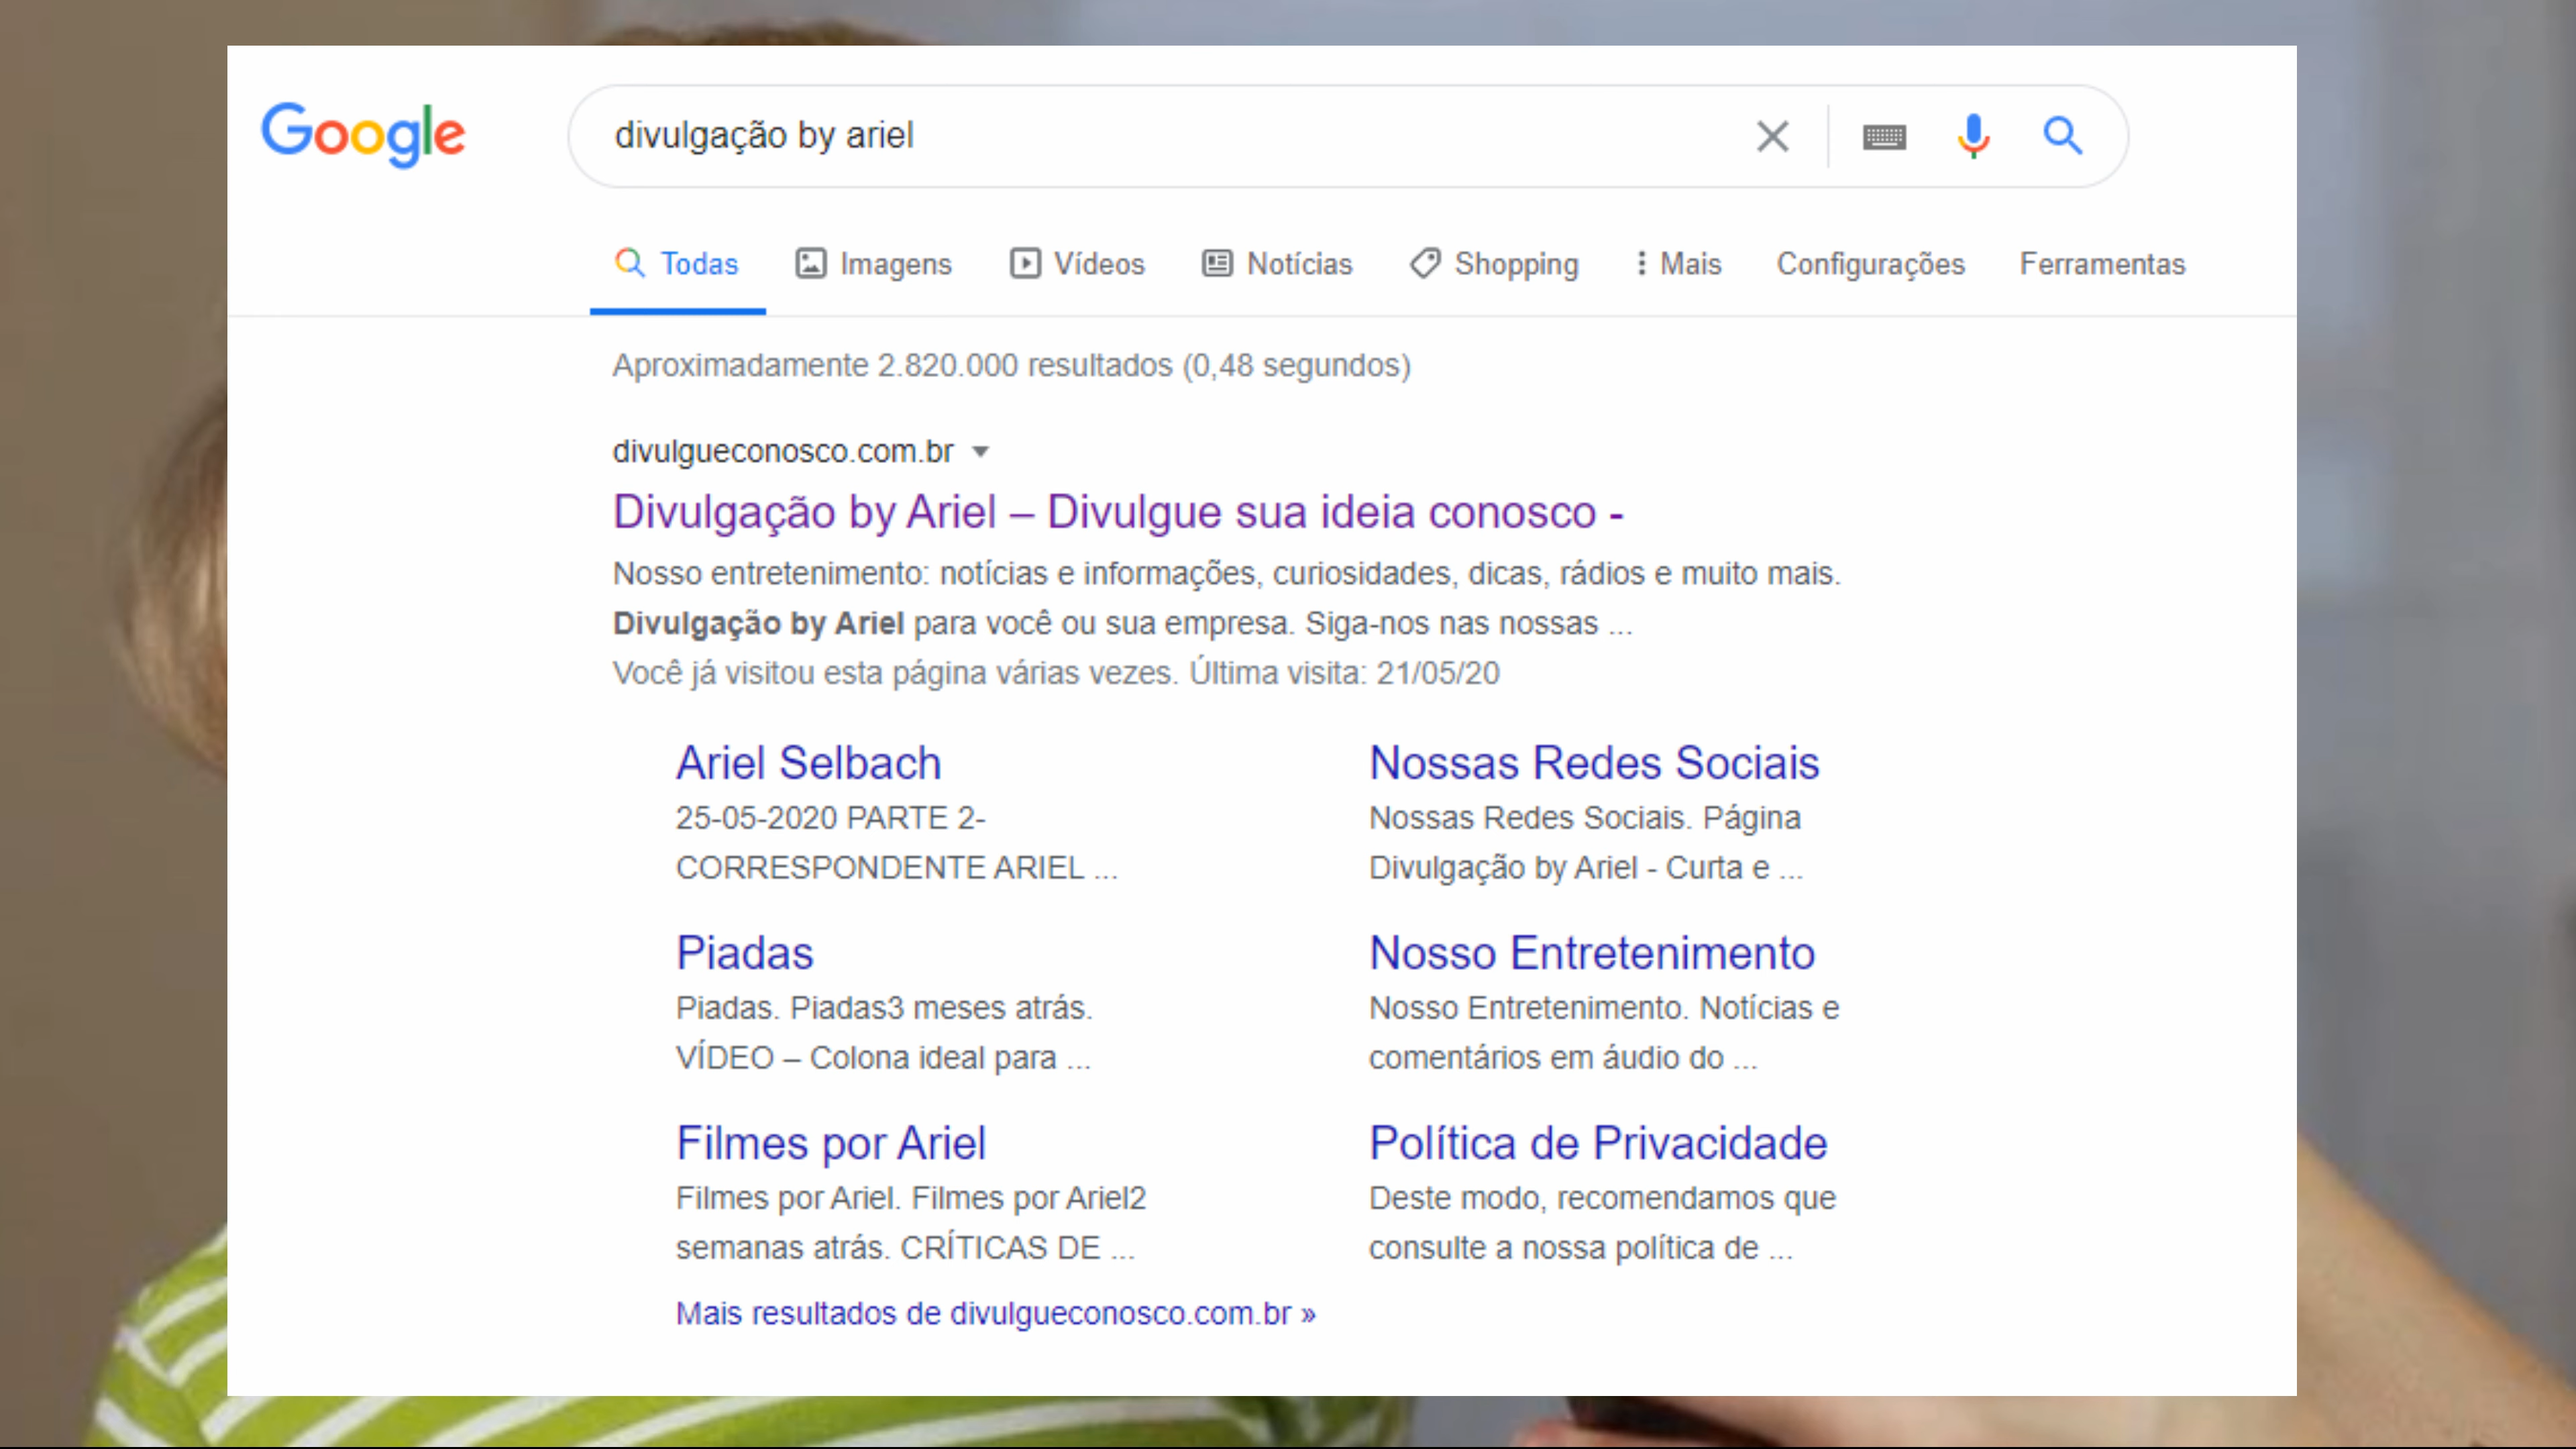 Google
divulgação by ariel
Todas Imagens Vídeos Notícias Shopping Mais Configurações Ferramentas
Aproximadamente 2.820.000 resultados (0,48 segundos)
divulgueconosco.com.br
Divulgação by Ariel – Divulgue sua ideia conosco -
Nosso entretenimento: notícias e informações, curiosidades, dicas, rádios e muito mais.
Divulgação by Ariel para você ou sua empresa. Siga-nos nas nossas ...
Você já visitou esta página várias vezes. Última visita: 21/05/20
Ariel Selbach
25-05-2020 PARTE 2-
CORRESPONDENTE ARIEL ...
Nossas Redes Sociais
Nossas Redes Sociais. Página
Divulgação by Ariel - Curta e ...
Piadas
Piadas. Piadas3 meses atrás.
VÍDEO – Colona ideal para ...
Nosso Entretenimento
Nosso Entretenimento. Notícias e
comentários em áudio do ...
Filmes por Ariel
Filmes por Ariel. Filmes por Ariel2
semanas atrás. CRÍTICAS DE ...
Política de Privacidade
Deste modo, recomendamos que
consulte a nossa política de ...
Mais resultados de divulgueconosco.com.br »